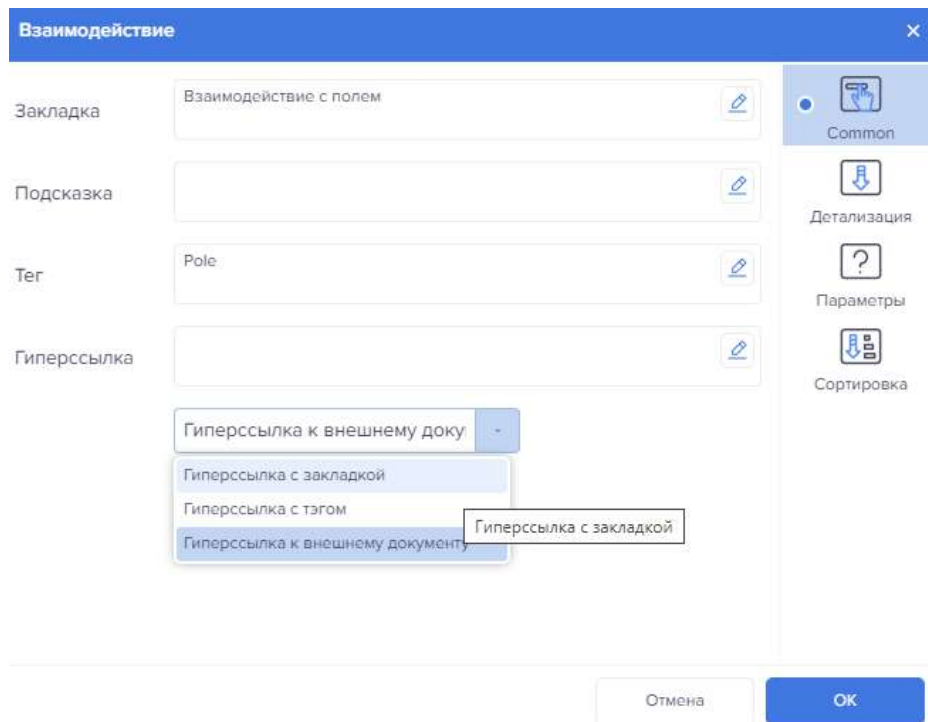 Взаимодействие
Закладка
Взаимодействие с полем
Common
Подсказка
Детализация
Тег
Pole
Параметры
Гиперссылка
Сортировка
Гиперссылка к внешнему доку
Гиперссылка с закладкой
Гиперссылка с тэгом
Гиперссылка с закладкой
Гиперссылка к внешнему документу
Отмена
OK